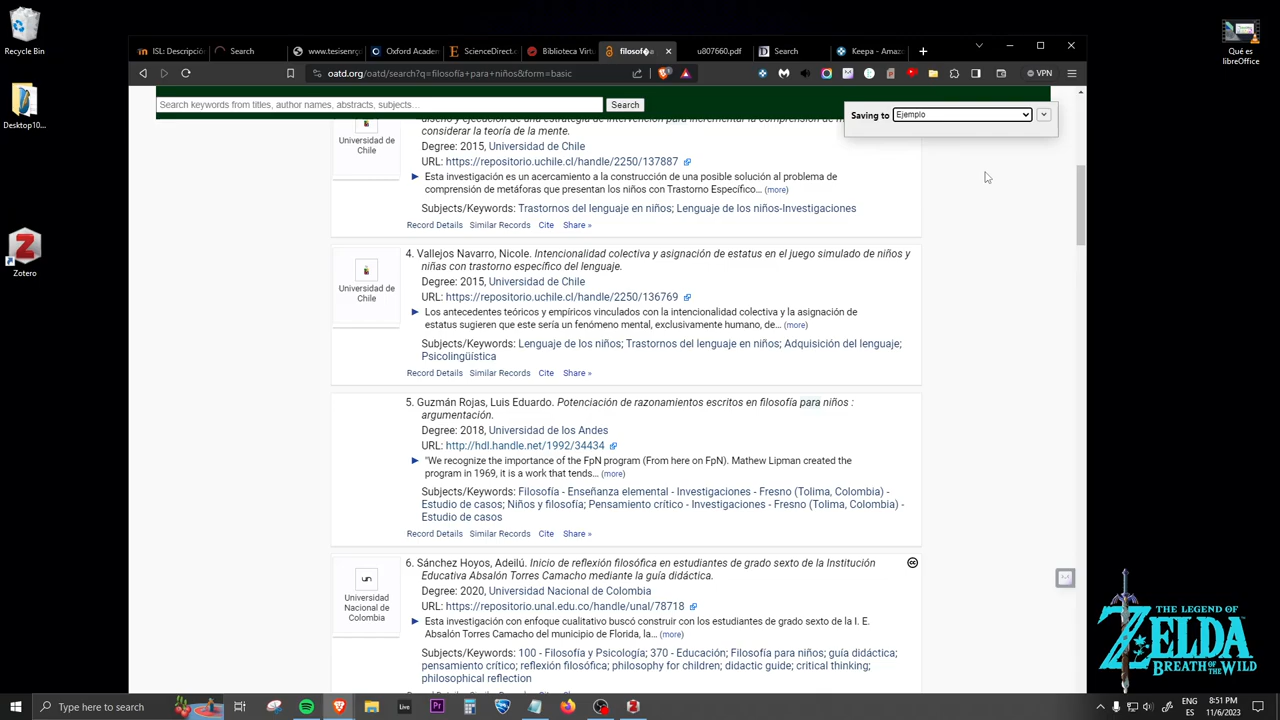 Recycle Bin
Desktop10...
Zotero
Qué es
libreOffice
ISL: Descripció
Search
www.tesisenrc
Oxford Acade
ScienceDirect.c
Biblioteca Virtu
filosof�a
u807660.pdf
Search
Keepa - Amaz
oatd.org/oatd/search?q=filosofía+para+niños&form=basic
VPN
Search keywords from titles, author names, abstracts, subjects...
Search
Saving to
Ejemplo
Universidad de
Chile
diseño y ejecución de una estrategia de intervención para incrementar la comprensión de
considerar la teoría de la mente.
Degree: 2015, Universidad de Chile
URL: https://repositorio.uchile.cl/handle/2250/137887
Esta investigación es un acercamiento a la construcción de una posible solución al problema de
comprensión de metáforas que presentan los niños con Trastorno Específico... (more)
Subjects/Keywords: Trastornos del lenguaje en niños; Lenguaje de los niños-Investigaciones
Record Details Similar Records Cite Share »
Universidad de
Chile
4. Vallejos Navarro, Nicole. Intencionalidad colectiva y asignación de estatus en el juego simulado de niños y
niñas con trastorno específico del lenguaje.
Degree: 2015, Universidad de Chile
URL: https://repositorio.uchile.cl/handle/2250/136769
Los antecedentes teóricos y empíricos vinculados con la intencionalidad colectiva y la asignación de
estatus sugieren que este sería un fenómeno mental, exclusivamente humano, de... (more)
Subjects/Keywords: Lenguaje de los niños; Trastornos del lenguaje en niños; Adquisición del lenguaje;
Psicolingüística
Record Details Similar Records Cite Share »
5. Guzmán Rojas, Luis Eduardo. Potenciación de razonamientos escritos en filosofía para niños :
argumentación.
Degree: 2018, Universidad de los Andes
URL: http://hdl.handle.net/1992/34434
"We recognize the importance of the FpN program (From here on FpN). Mathew Lipman created the
program in 1969, it is a work that tends... (more)
Subjects/Keywords: Filosofía - Enseñanza elemental - Investigaciones - Fresno (Tolima, Colombia) -
Estudio de casos; Niños y filosofía; Pensamiento crítico - Investigaciones - Fresno (Tolima, Colombia) -
Estudio de casos
Record Details Similar Records Cite Share »
Universidad
Nacional de
Colombia
6. Sánchez Hoyos, Adeilú. Inicio de reflexión filosófica en estudiantes de grado sexto de la Institución
Educativa Absalón Torres Camacho mediante la guía didáctica.
Degree: 2020, Universidad Nacional de Colombia
URL: https://repositorio.unal.edu.co/handle/unal/78718
Esta investigación con enfoque cualitativo buscó construir con los estudiantes de grado sexto de la I. E.
Absalón Torres Camacho del municipio de Florida, la... (more)
Subjects/Keywords: 100 - Filosofía y Psicología; 370 - Educación; Filosofía para niños; guía didáctica;
pensamiento crítico; reflexión filosófica; philosophy for children; didactic guide; critical thinking;
philosophical reflection
THE LEGEND OF
ZELDA
BREATH OF THE WILD
Type here to search
Live
Pr
ENG
ES
8:51 PM
11/6/2023